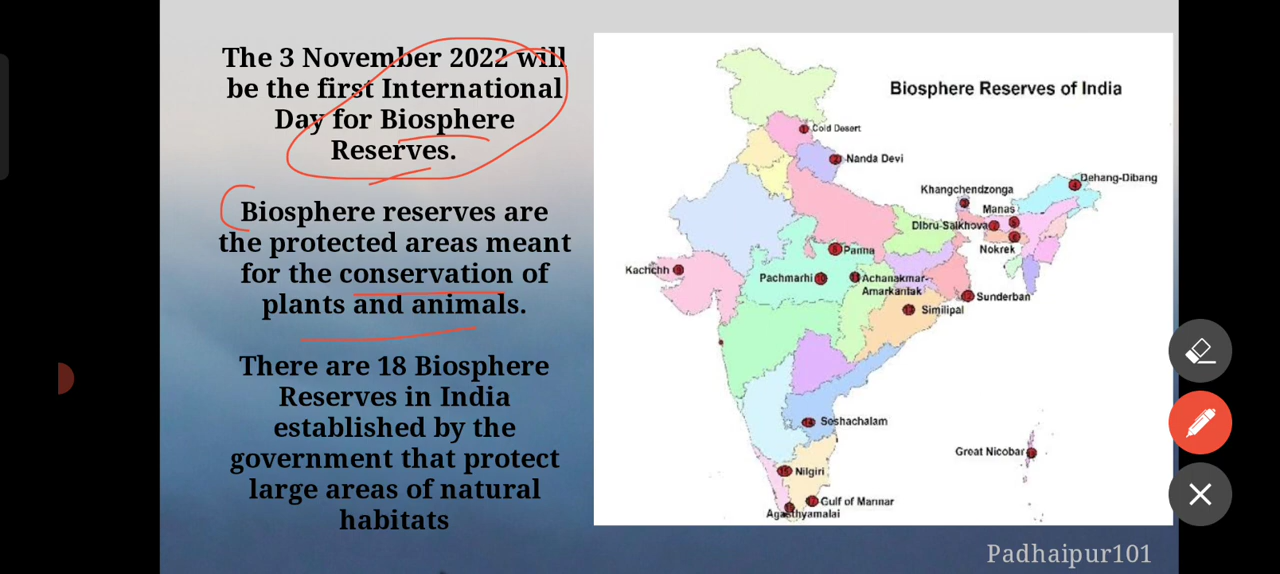 The 3 November 2022 will
be the first International
Day for Biosphere
Reserves.
Biosphere reserves are
the protected areas meant
for the conservation of
plants and animals.
There are 18 Biosphere
Reserves in India
established by the
government that protect
large areas of natural
habitats
Biosphere Reserves of India
Cold Desert
Nanda Devi
Dehang-Dibang
Khangchendzonga
Manas
Dibru-Saikhova
Nokrek
Panna
Kachchh
Pachmarhi
Achanakmar-
Amarkantak
Sunderban
Similipal
Seshachalam
Great Nicobar
Nilgiri
Gulf of Mannar
Agasthyamalai
Padhaipur101